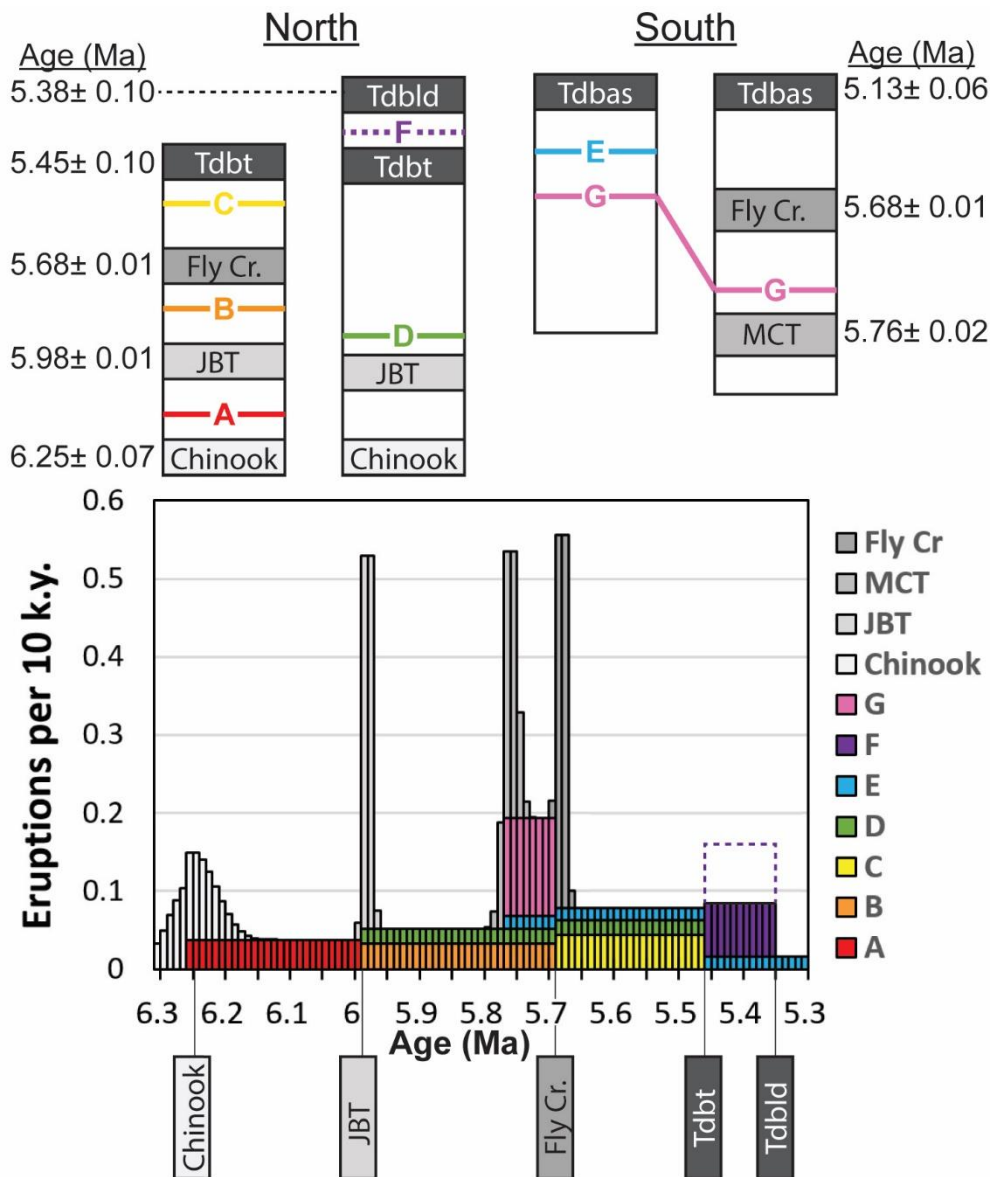 North
South
Age (Ma)
Age (Ma)
5.38± 0.10
Tdbld
Tdbas
Tdbas
5.13± 0.06
F
E
5.45± 0.10
Tdbt
Tdbt
C
G
Fly Cr.
5.68± 0.01
5.68± 0.01
Fly Cr.
B
G
D
MCT
5.76± 0.02
5.98± 0.01
JBT
JBT
A
6.25± 0.07
Chinook
Chinook
0.6
0.5
0.4
0.3
0.2
0.1
0
Eruptions per 10 k.y.
Fly Cr
MCT
JBT
Chinook
G
F
E
D
C
B
A
6.3
6.2
6.1
6
5.9
5.8
5.7
5.6
5.5
5.4
5.3
Age (Ma)
Chinook
JBT
Fly Cr.
Tdbt
Tdbld